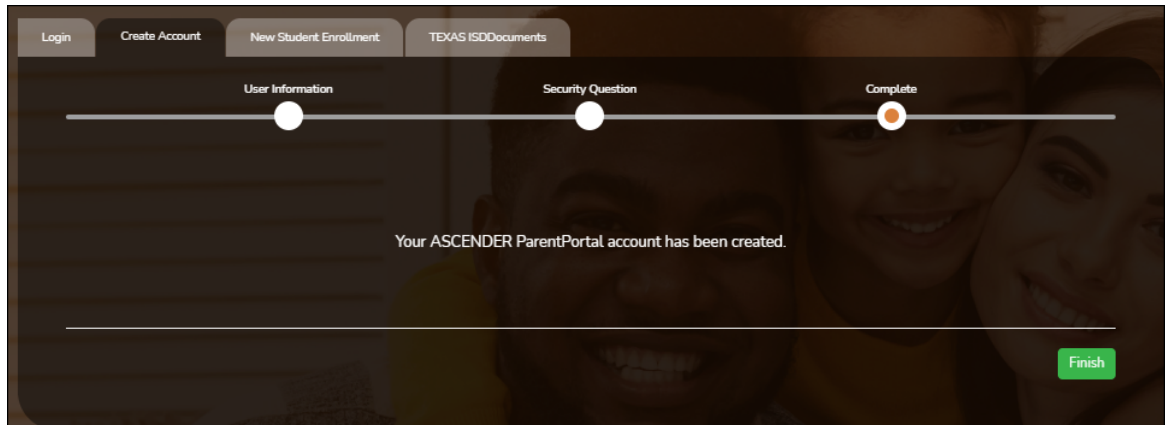 Login Create Account New Student Enrollment TEXAS ISDDocuments
User Information Security Question Complete
Your ASCENDER ParentPortal account has been created.
Finish